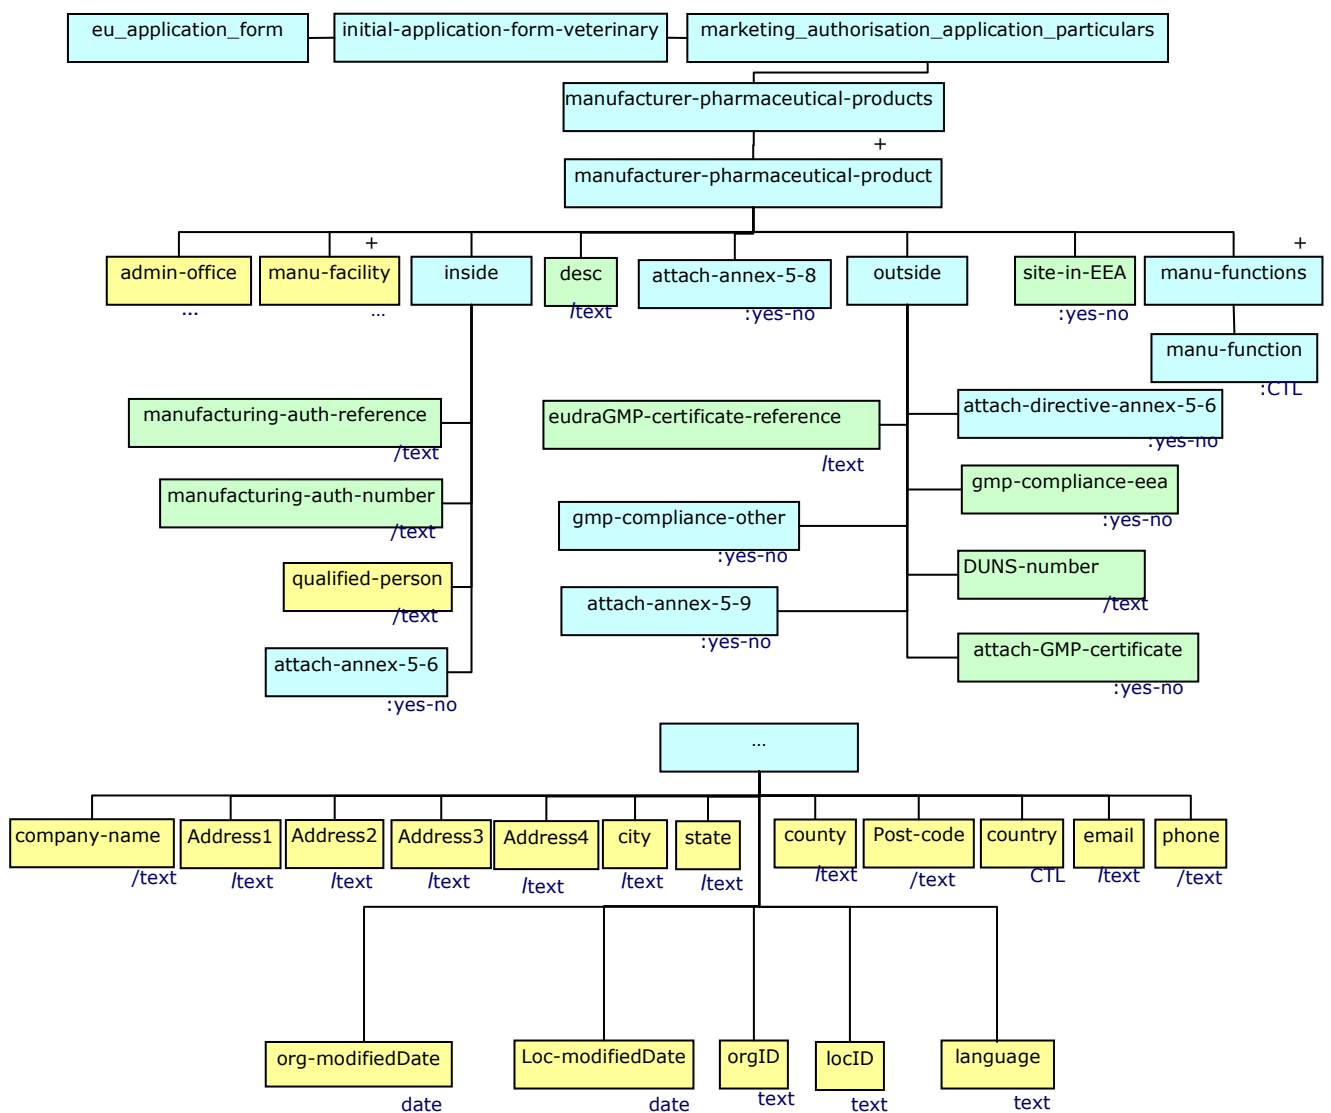 eu_application_form
initial-application-form-veterinary
marketing_authorisation_application_particulars
manufacturer-pharmaceutical-products
+
manufacturer-pharmaceutical-product
+
+
admin-office
manu-facility
inside
desc
attach-annex-5-8
outside
site-in-EEA
manu-functions
...
...
/text
:yes-no
:yes-no
manu-function
:CTL
manufacturing-auth-reference
/text
eudraGMP-certificate-reference
/text
attach-directive-annex-5-6
:yes-no
manufacturing-auth-number
/text
gmp-compliance-other
:yes-no
gmp-compliance-eea
:yes-no
qualified-person
/text
attach-annex-5-9
:yes-no
DUNS-number
/text
attach-annex-5-6
:yes-no
attach-GMP-certificate
:yes-no
...
company-name
Address1
Address2
Address3
Address4
city
state
county
Post-code
country
email
phone
/text
/text
/text
/text
/text
/text
/text
/text
/text
CTL
/text
/text
org-modifiedDate
Loc-modifiedDate
orgID
locID
language
date
date
text
text
text